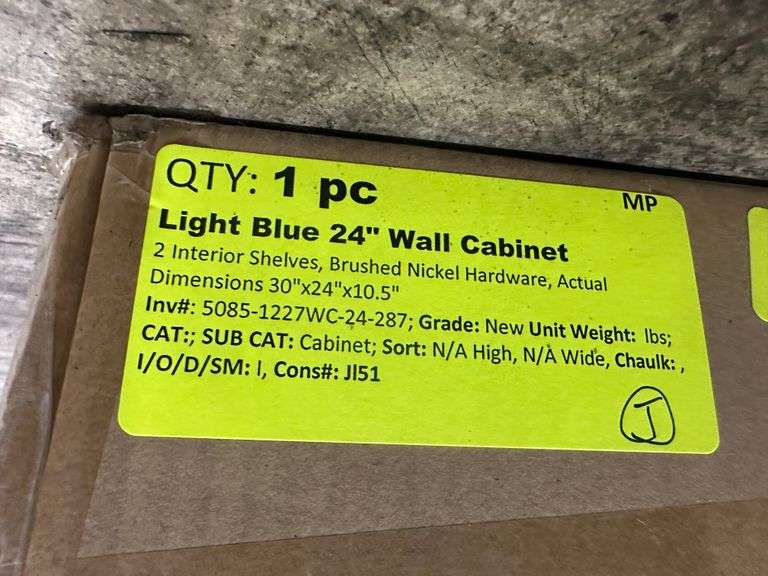 QTY: 1 pc
MP
Light Blue 24" Wall Cabinet
2 Interior Shelves, Brushed Nickel Hardware, Actual
Dimensions 30"x24"x10.5"
Inv#: 5085-1227WC-24-287; Grade: New Unit Weight: lbs;
CAT:; SUB CAT: Cabinet; Sort: N/A High, N/A Wide, Chaulk: ,
I/O/D/SM: I, Cons#: JI51
J